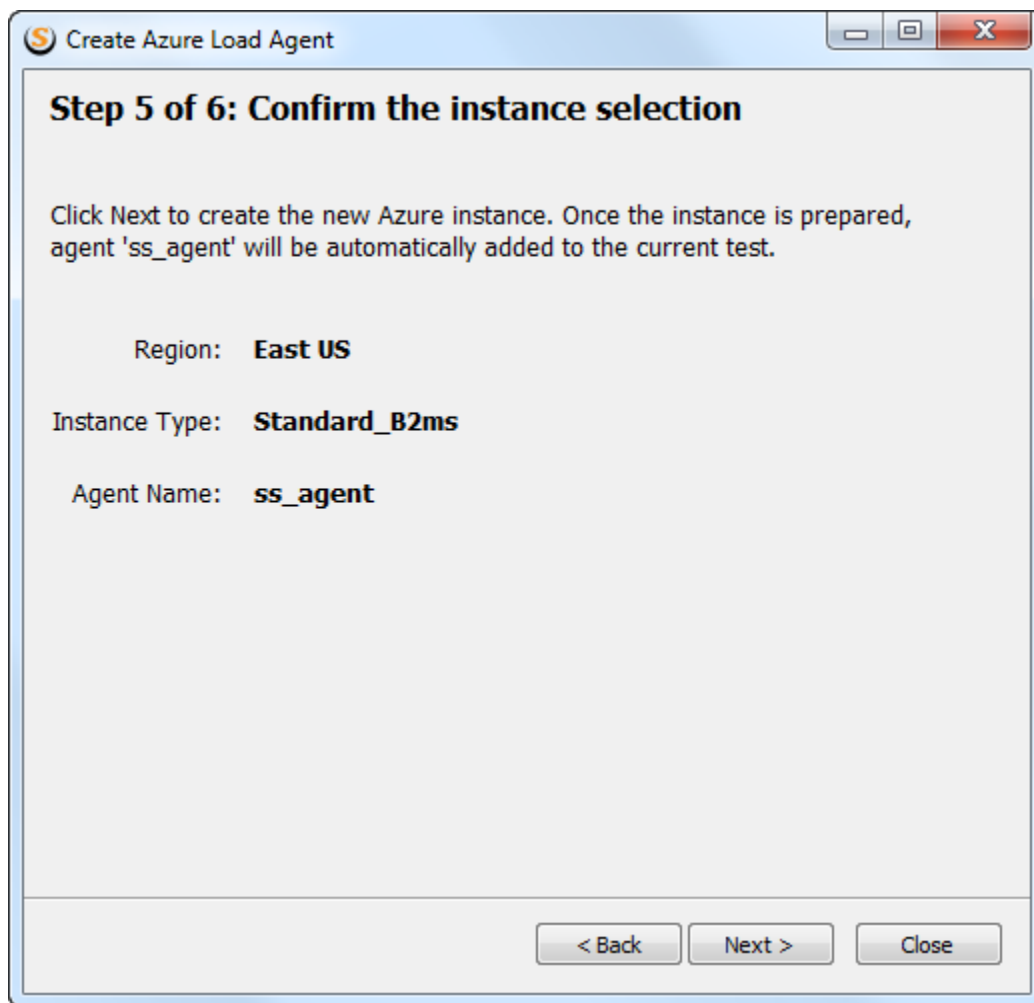 Create Azure Load Agent
Step 5 of 6: Confirm the instance selection
Click Next to create the new Azure instance. Once the instance is prepared,
agent 'ss_agent' will be automatically added to the current test.
Region: East US
Instance Type: Standard_B2ms
Agent Name: ss_agent
< Back Next > Close